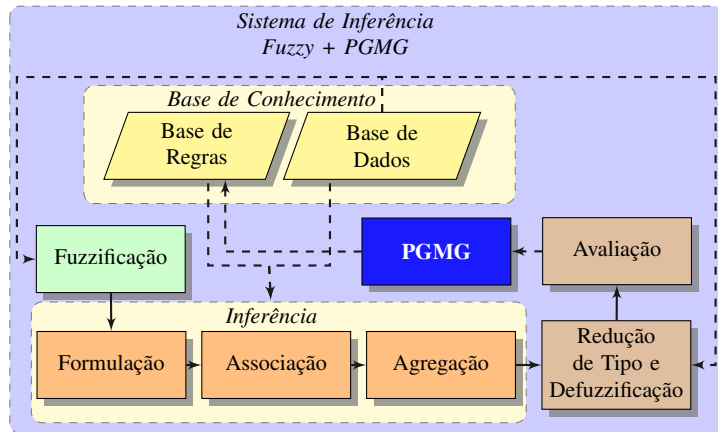 Sistema de Inferência
Fuzzy + PGMG
Base de Conhecimento
Base de
Regras
Base de
Dados
Fuzzificação
PGMG
Avaliação
Inferência
Formulação
Associação
Agregação
Redução
de Tipo e
Defuzzificação